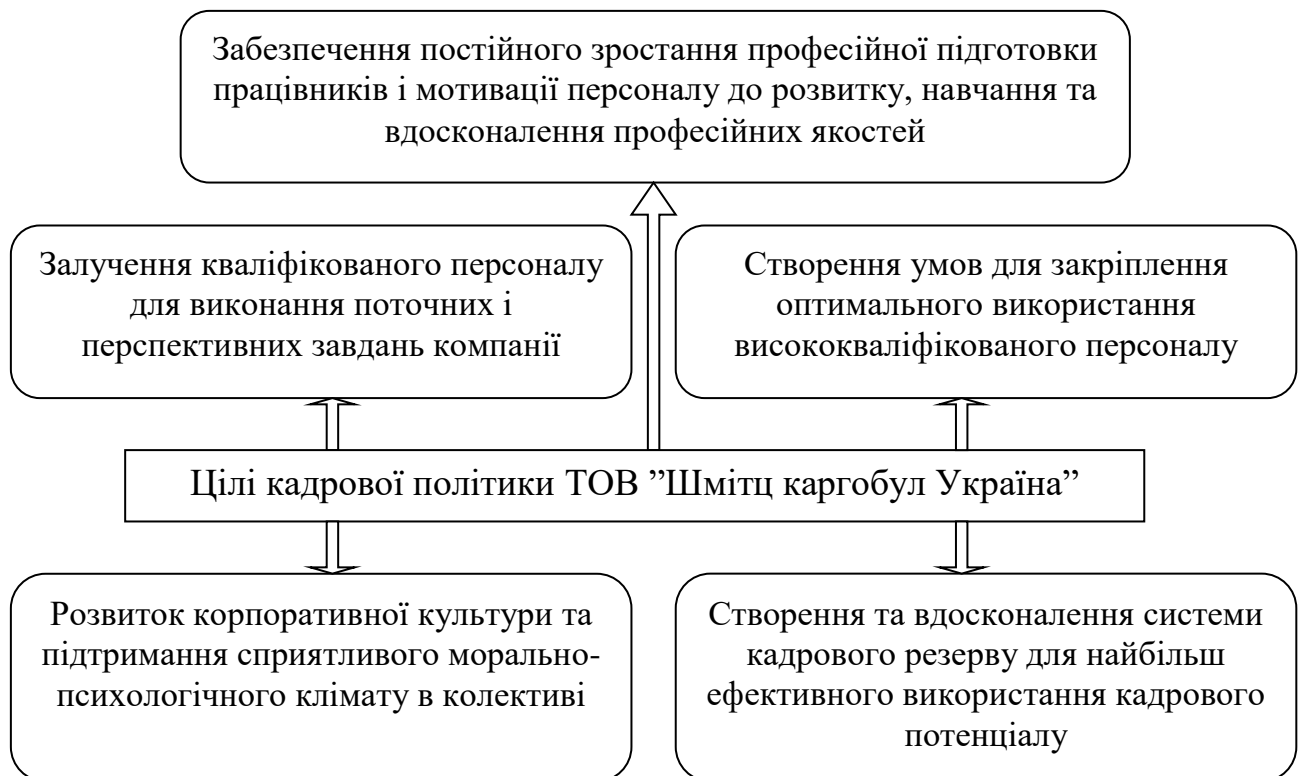 Забезпечення постійного зростання професійної підготовки
працівників і мотивації персоналу до розвитку, навчання та
вдосконалення професійних якостей
Залучення кваліфікованого персоналу
для виконання поточних і
перспективних завдань компанії
Створення умов для закріплення
оптимального використання
висококваліфікованого персоналу
Цілі кадрової політики ТОВ ”Шмітц каргобул Україна”
Розвиток корпоративної культури та
підтримання сприятливого морально-
психологічного клімату в колективі
Створення та вдосконалення системи
кадрового резерву для найбільш
ефективного використання кадрового
потенціалу